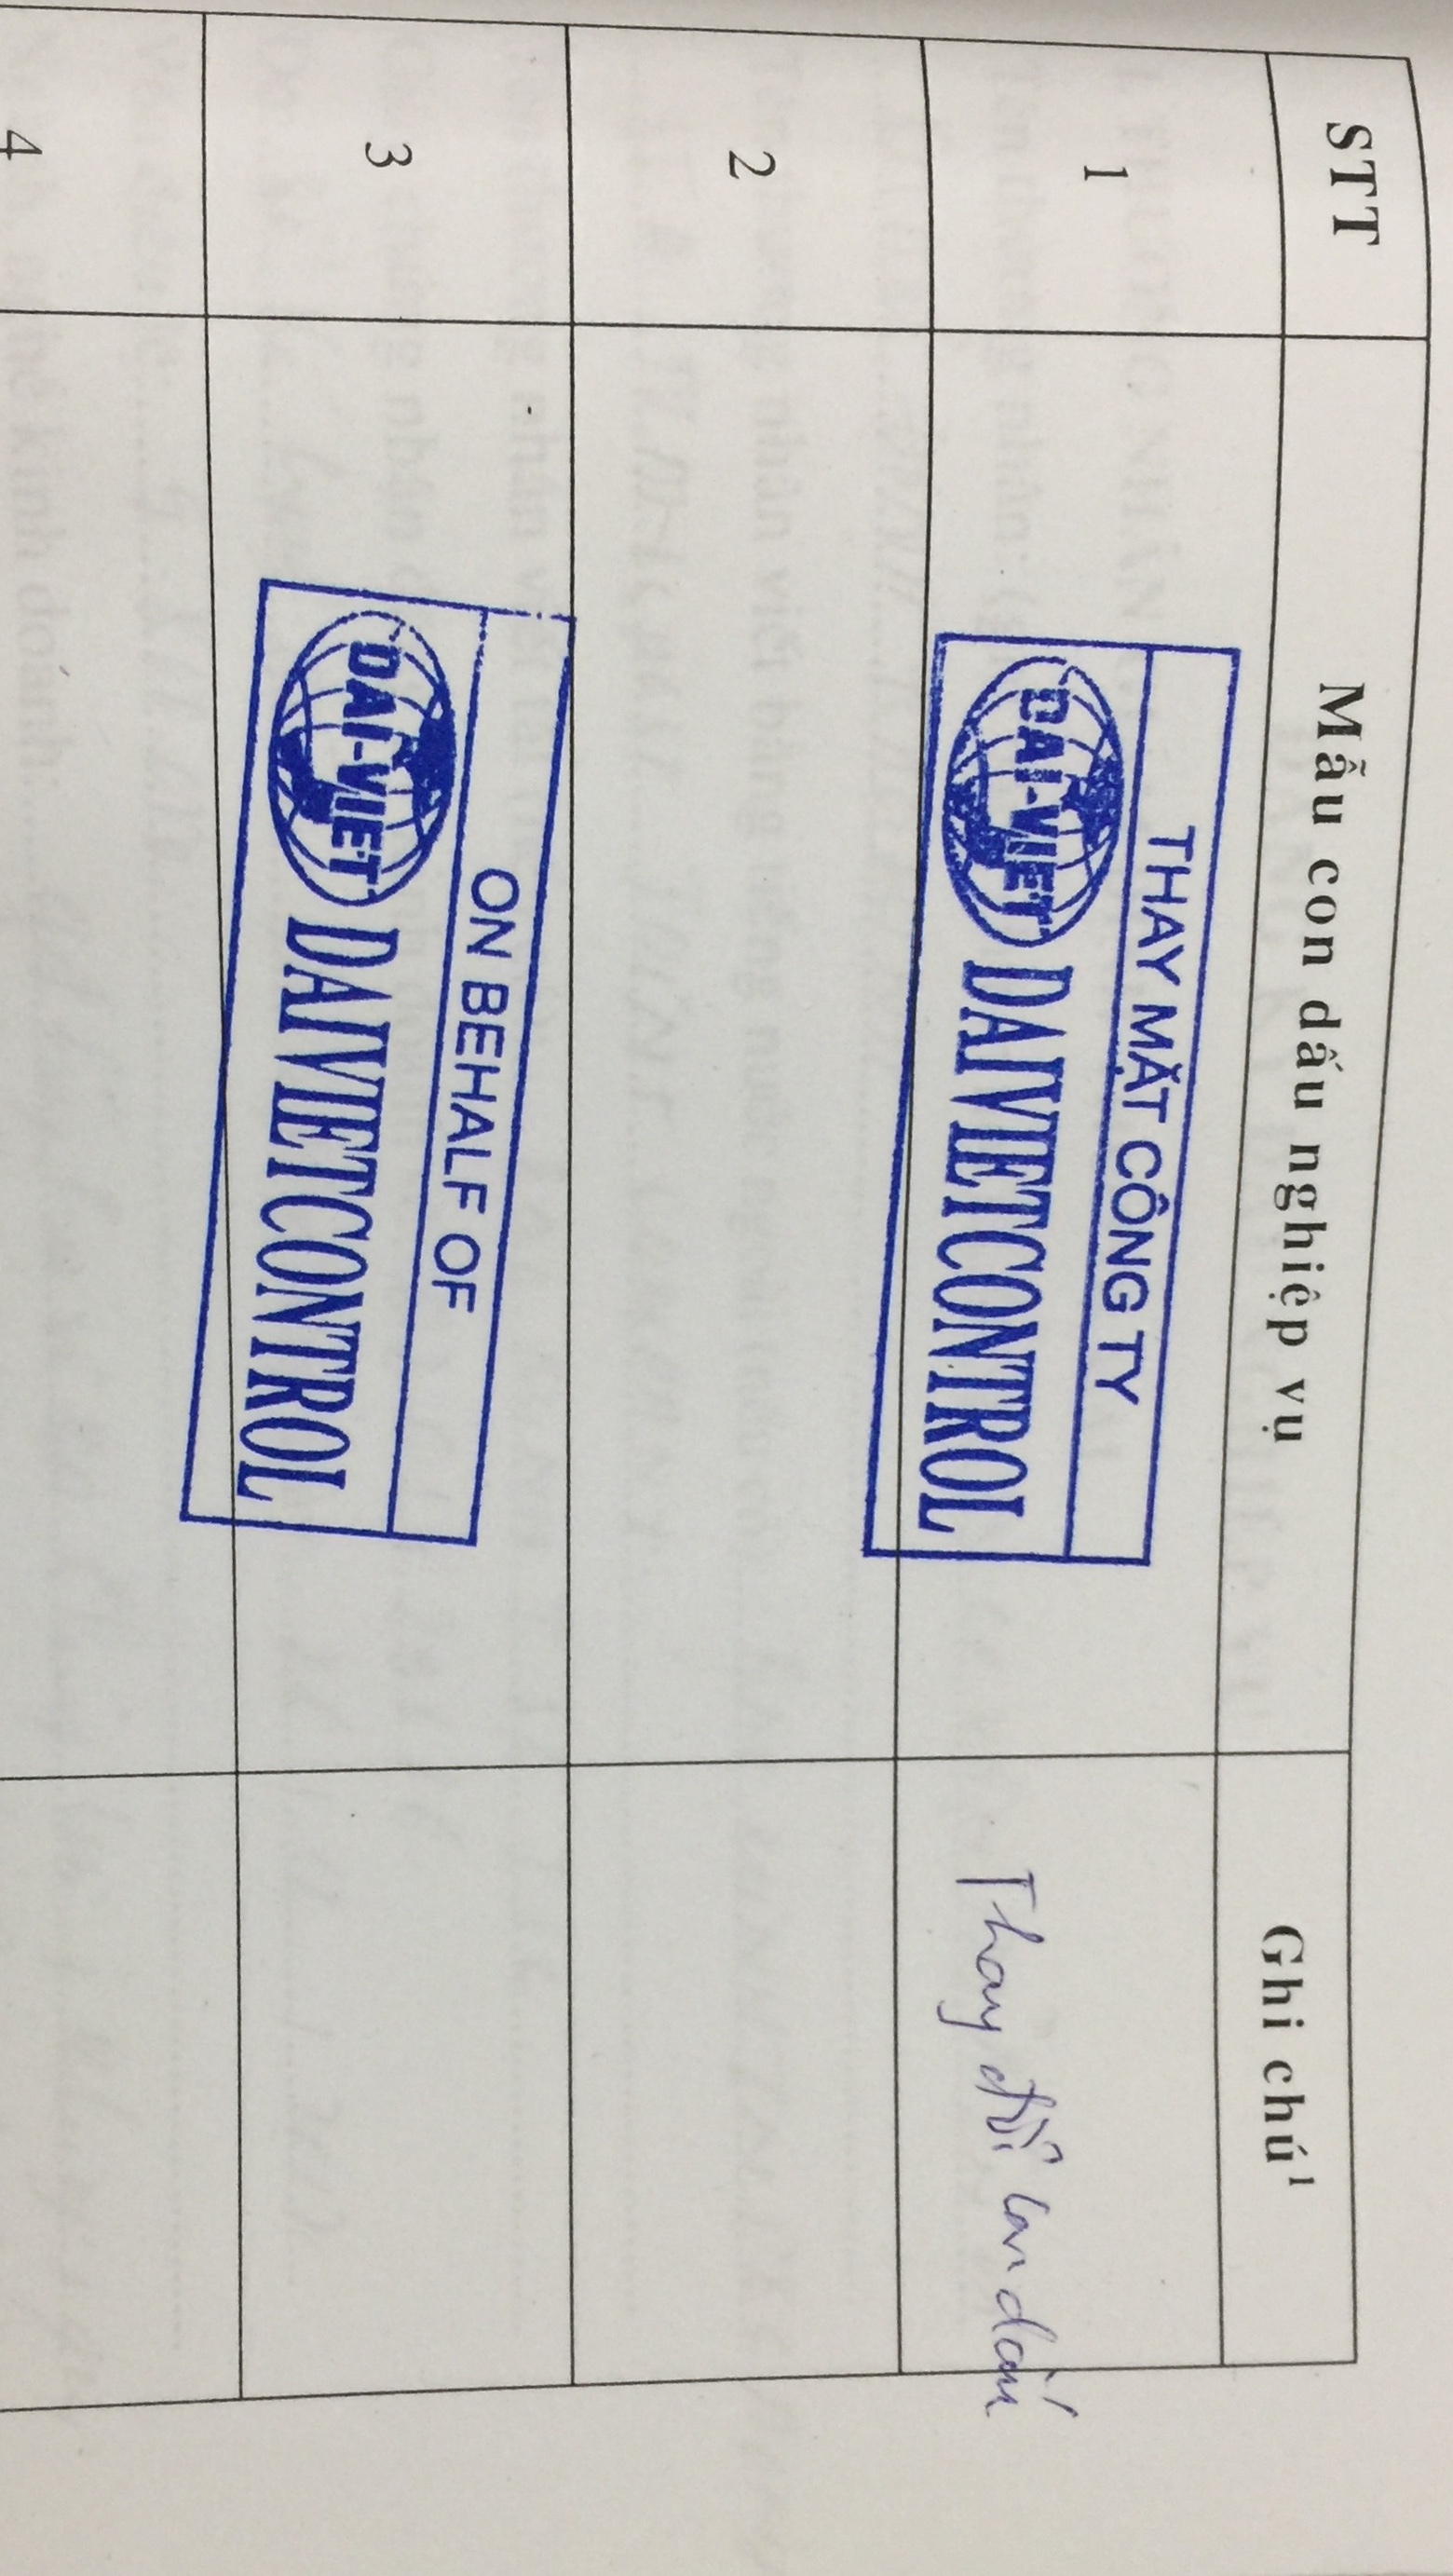 STT Mẫu con dấu nghiệp vụ Ghi chú¹
1
THAY MẶT CÔNG TY
DAI-VIET DAIVIETCONTROL
Thay đổi con dấu
2
3
ON BEHALF OF
DAI-VIET DAIVIETCONTROL
4